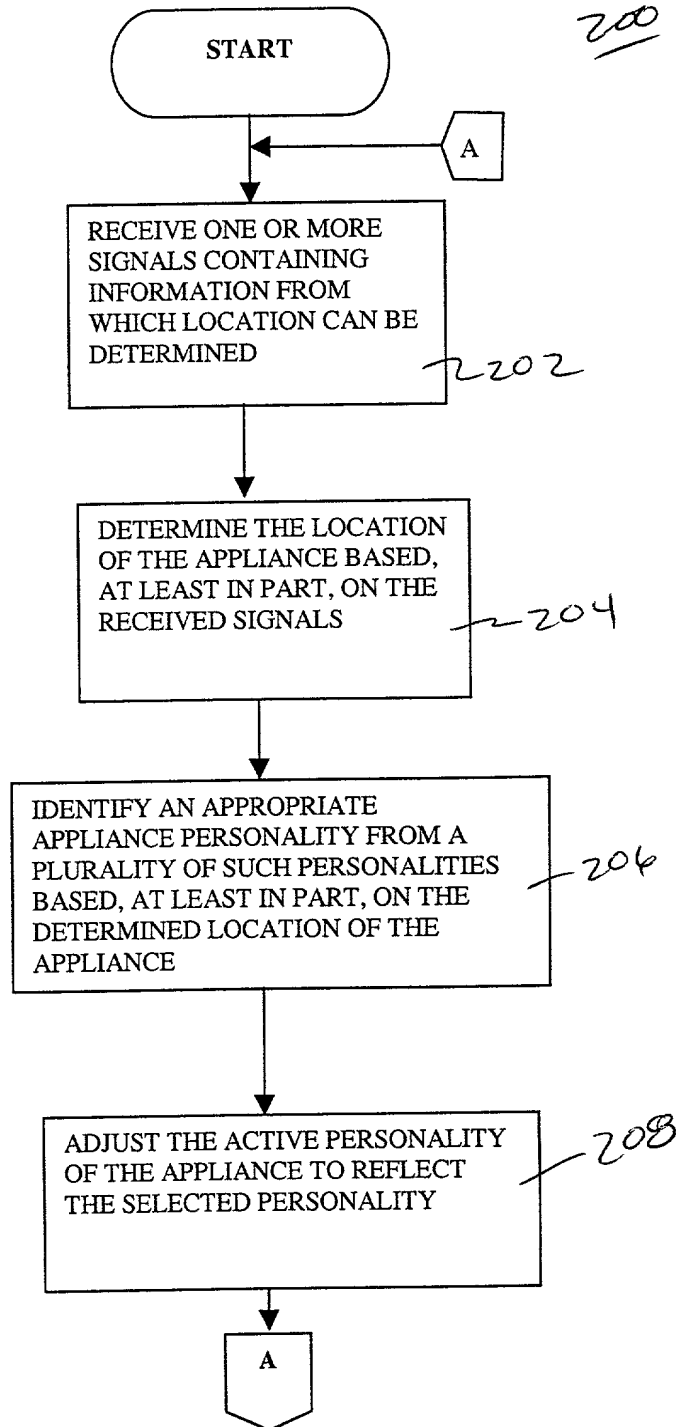 200
START
A
RECEIVE ONE OR MORE
SIGNALS CONTAINING
INFORMATION FROM
WHICH LOCATION CAN BE
DETERMINED
202
DETERMINE THE LOCATION
OF THE APPLIANCE BASED,
AT LEAST IN PART, ON THE
RECEIVED SIGNALS
204
IDENTIFY AN APPROPRIATE
APPLIANCE PERSONALITY FROM A
PLURALITY OF SUCH PERSONALITIES
BASED, AT LEAST IN PART, ON THE
DETERMINED LOCATION OF THE
APPLIANCE
206
ADJUST THE ACTIVE PERSONALITY
OF THE APPLIANCE TO REFLECT
THE SELECTED PERSONALITY
208
A